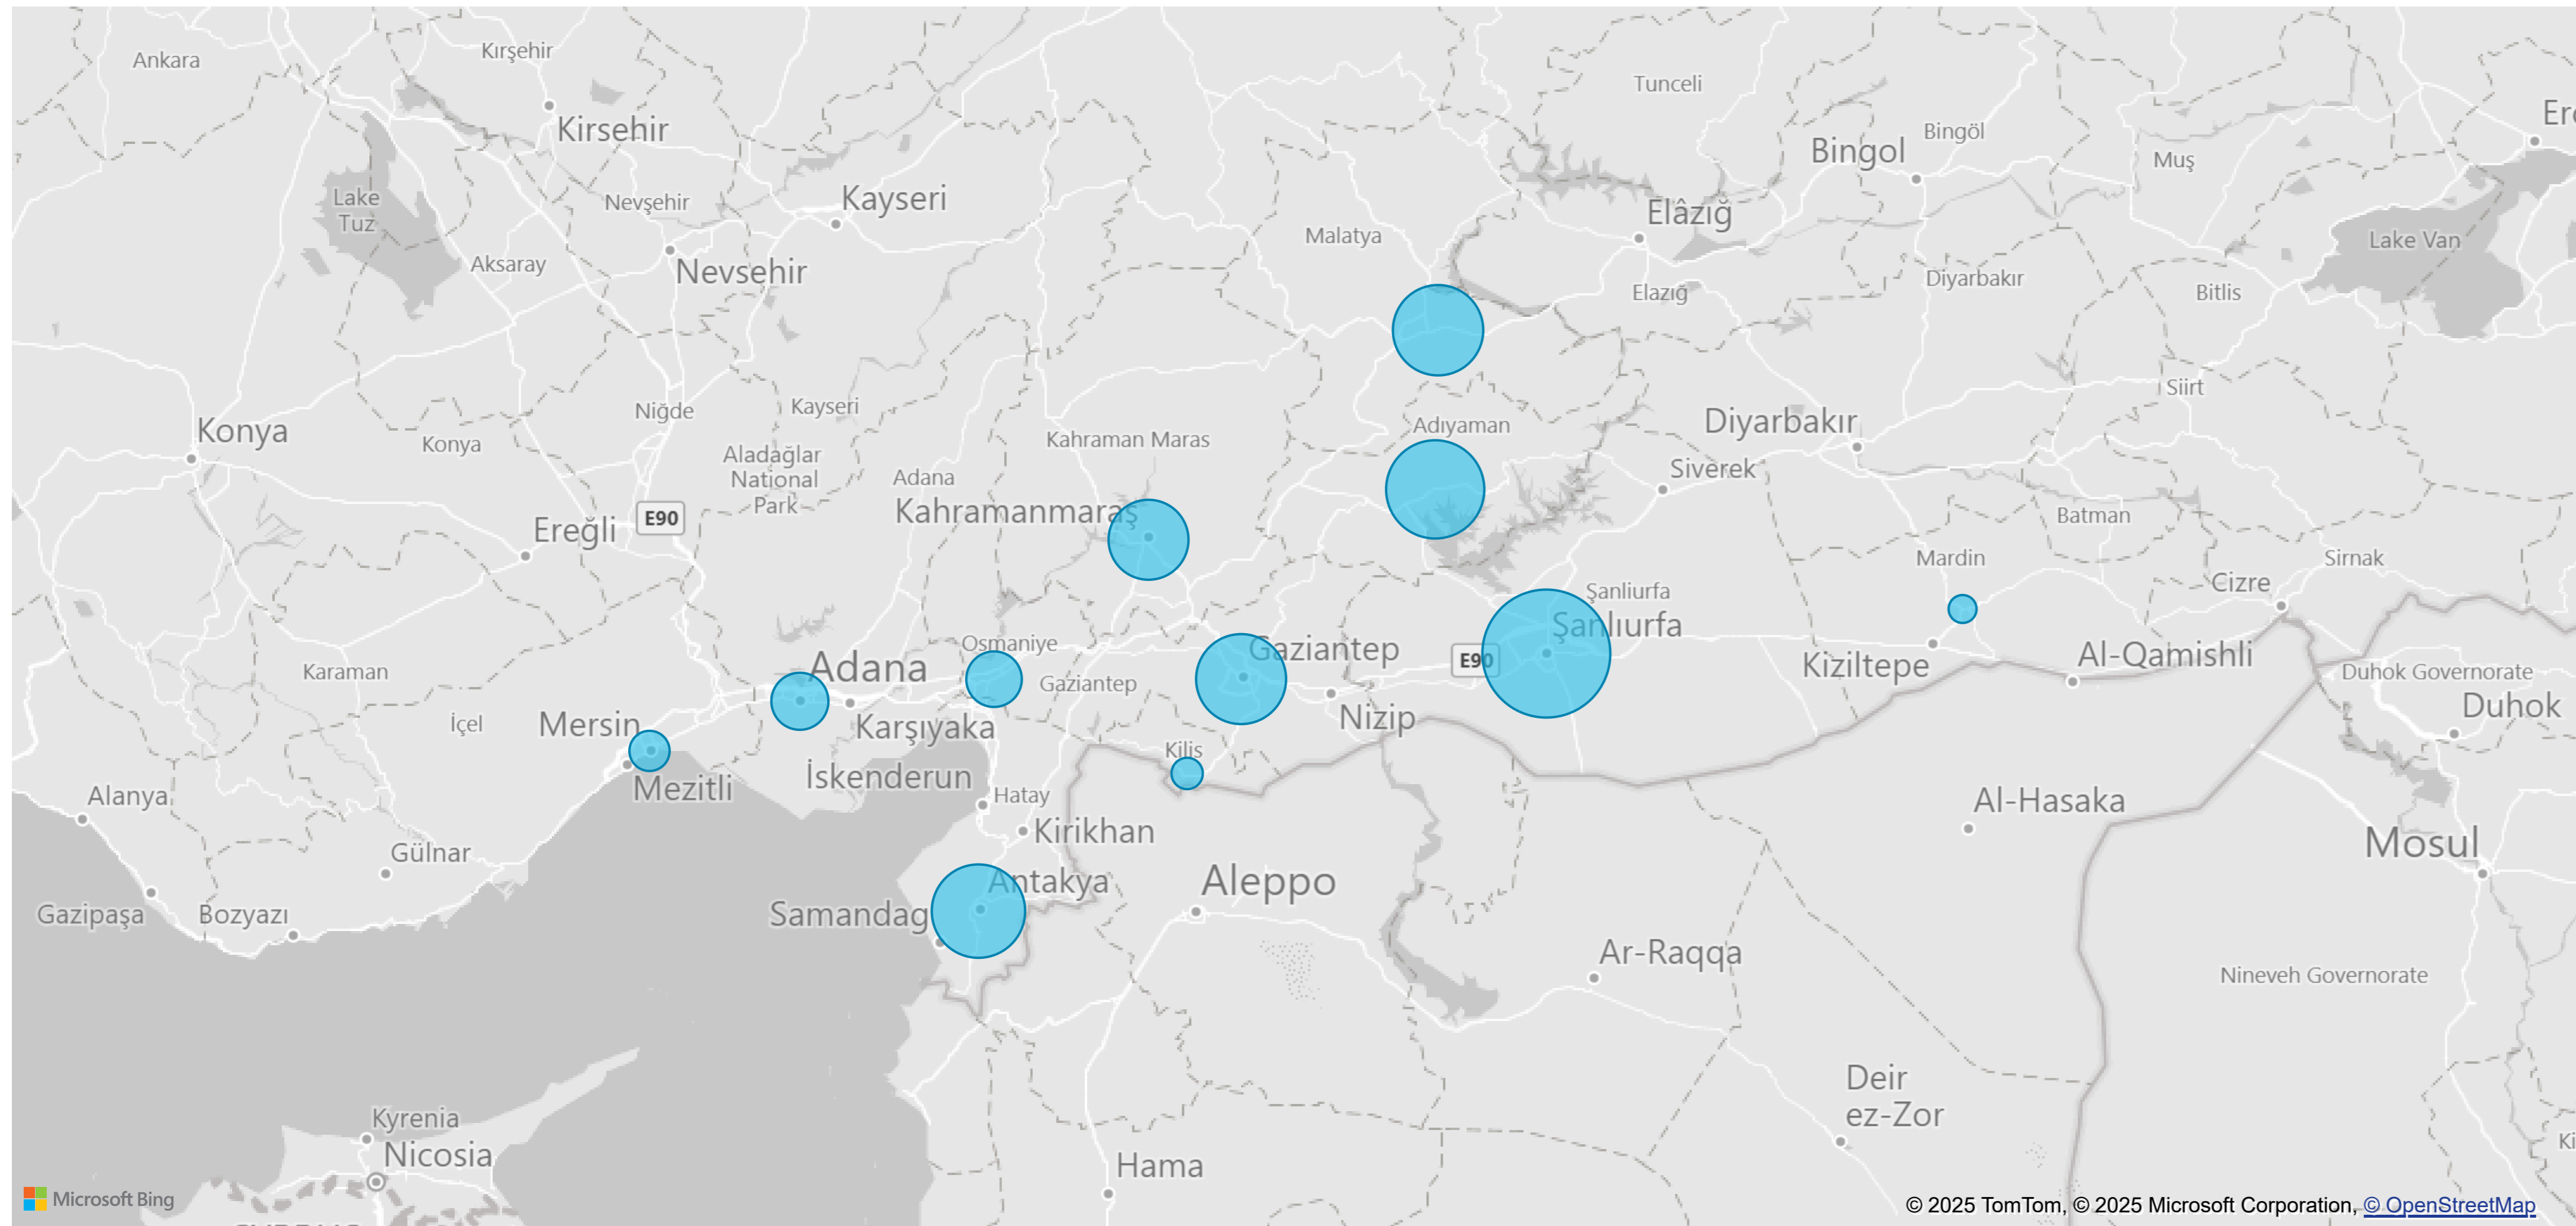 Ankara
Kırşehir
Kirsehir
Tunceli
Bingol
Bingöl
Muş
Lake
Tuz
Nevşehir
Kayseri
Malatya
Elâzığ
Lake Van
Aksaray
Nevsehir
Elazığ
Diyarbakır
Bitlis
Siirt
Konya
Konya
Niğde
Kayseri
Kahraman Maras
Adıyaman
Diyarbakır
Aladağlar
National
Park
Adana
Siverek
Kahramanmaraş
E90
Ereğli
Batman
Mardin
Sirnak
Cizre
Şanlıurfa
Şanlıurfa
Osmaniye
Gaziantep
E90
Karaman
Adana
Gaziantep
Kiziltepe
Al-Qamishli
Duhok Governorate
Duhok
İçel
Mersin
Karşıyaka
Nizip
Kilis
Mezitli
İskenderun
Alanya
Hatay
Al-Hasaka
Kirikhan
Mosul
Gülnar
Antakya
Aleppo
Gazipaşa
Bozyazı
Samandag
Ar-Raqqa
Nineveh Governorate
Deir
ez-Zor
Kyrenia
Nicosia
Hama
Microsoft Bing
© 2025 TomTom, © 2025 Microsoft Corporation, © OpenStreetMap